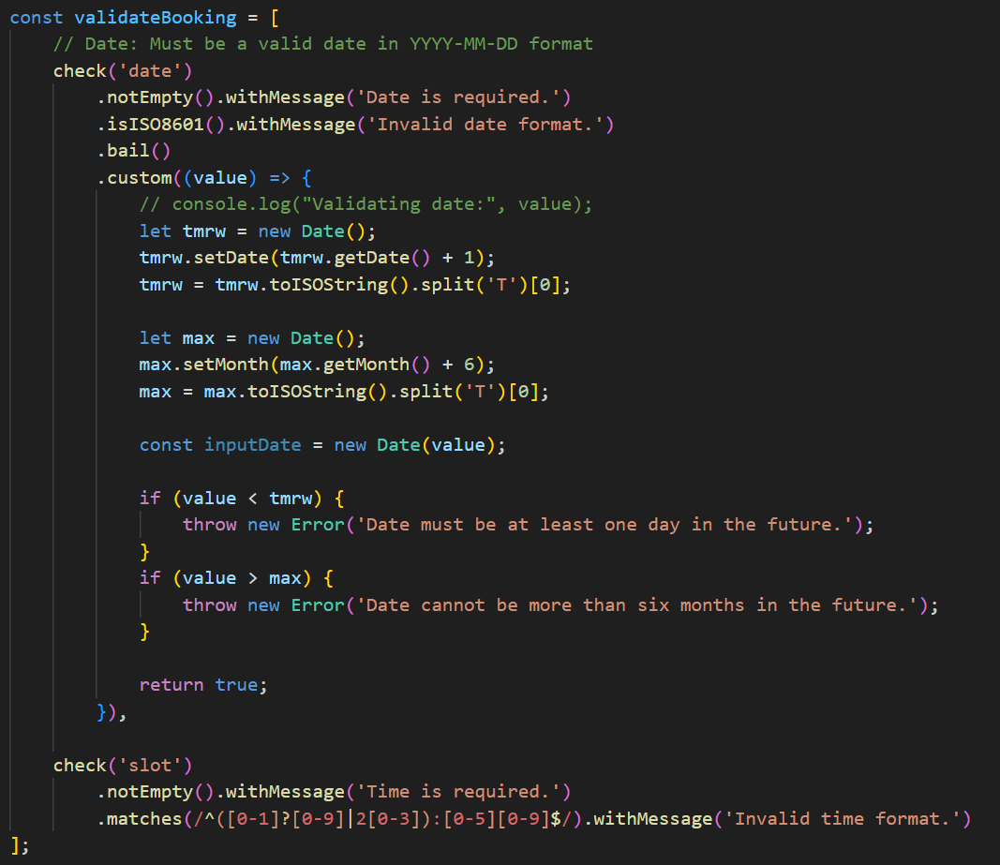 const validateBooking = [
    // Date: Must be a valid date in YYYY-MM-DD format
    check('date')
        .notEmpty().withMessage('Date is required.')
        .isISO8601().withMessage('Invalid date format.')
        .bail()
        .custom((value) => {
            // console.log("Validating date:", value);
            let tmrw = new Date();
            tmrw.setDate(tmrw.getDate() + 1);
            tmrw = tmrw.toISOString().split('T')[0];

            let max = new Date();
            max.setMonth(max.getMonth() + 6);
            max = max.toISOString().split('T')[0];

            const inputDate = new Date(value);

            if (value < tmrw) {
                throw new Error('Date must be at least one day in the future.');
            }
            if (value > max) {
                throw new Error('Date cannot be more than six months in the future.');
            }

            return true;
        }),

    check('slot')
        .notEmpty().withMessage('Time is required.')
        .matches(/^([0-1]?[0-9]|2[0-3]):[0-5][0-9]$/).withMessage('Invalid time format.')
];